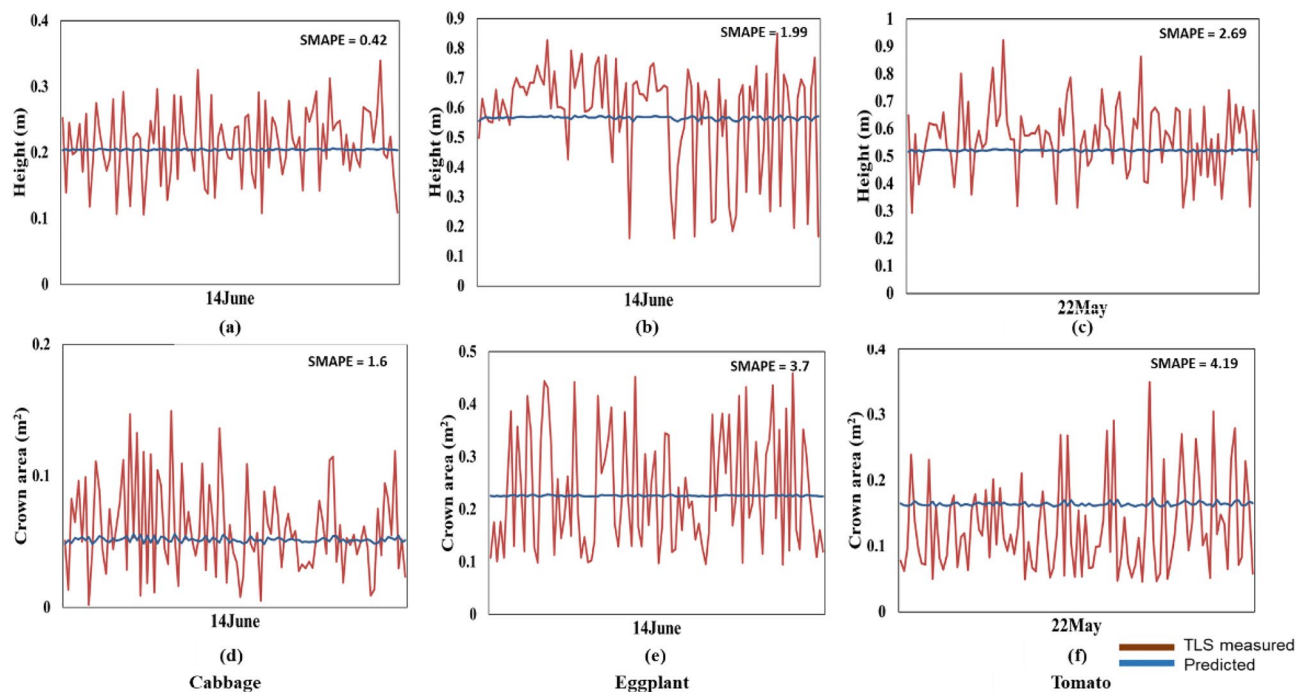 SMAPE = 0.42
0.4
0.3
0.2
0.1
0
Height (m)
14June
(a)
SMAPE = 1.99
0.9
0.8
0.7
0.6
0.5
0.4
0.3
0.2
0.1
0
Height (m)
14June
(b)
SMAPE = 2.69
1
0.9
0.8
0.7
0.6
0.5
0.4
0.3
0.2
0.1
0
Height (m)
22May
(c)
SMAPE = 1.6
0.2
0.1
0
Crown area (m²)
14June
(d)
Cabbage
SMAPE = 3.7
0.5
0.4
0.3
0.2
0.1
0
Crown area (m²)
14June
(e)
Eggplant
SMAPE = 4.19
0.4
0.3
0.2
0.1
0
Crown area (m²)
22May
(f)
Tomato
TLS measured
Predicted